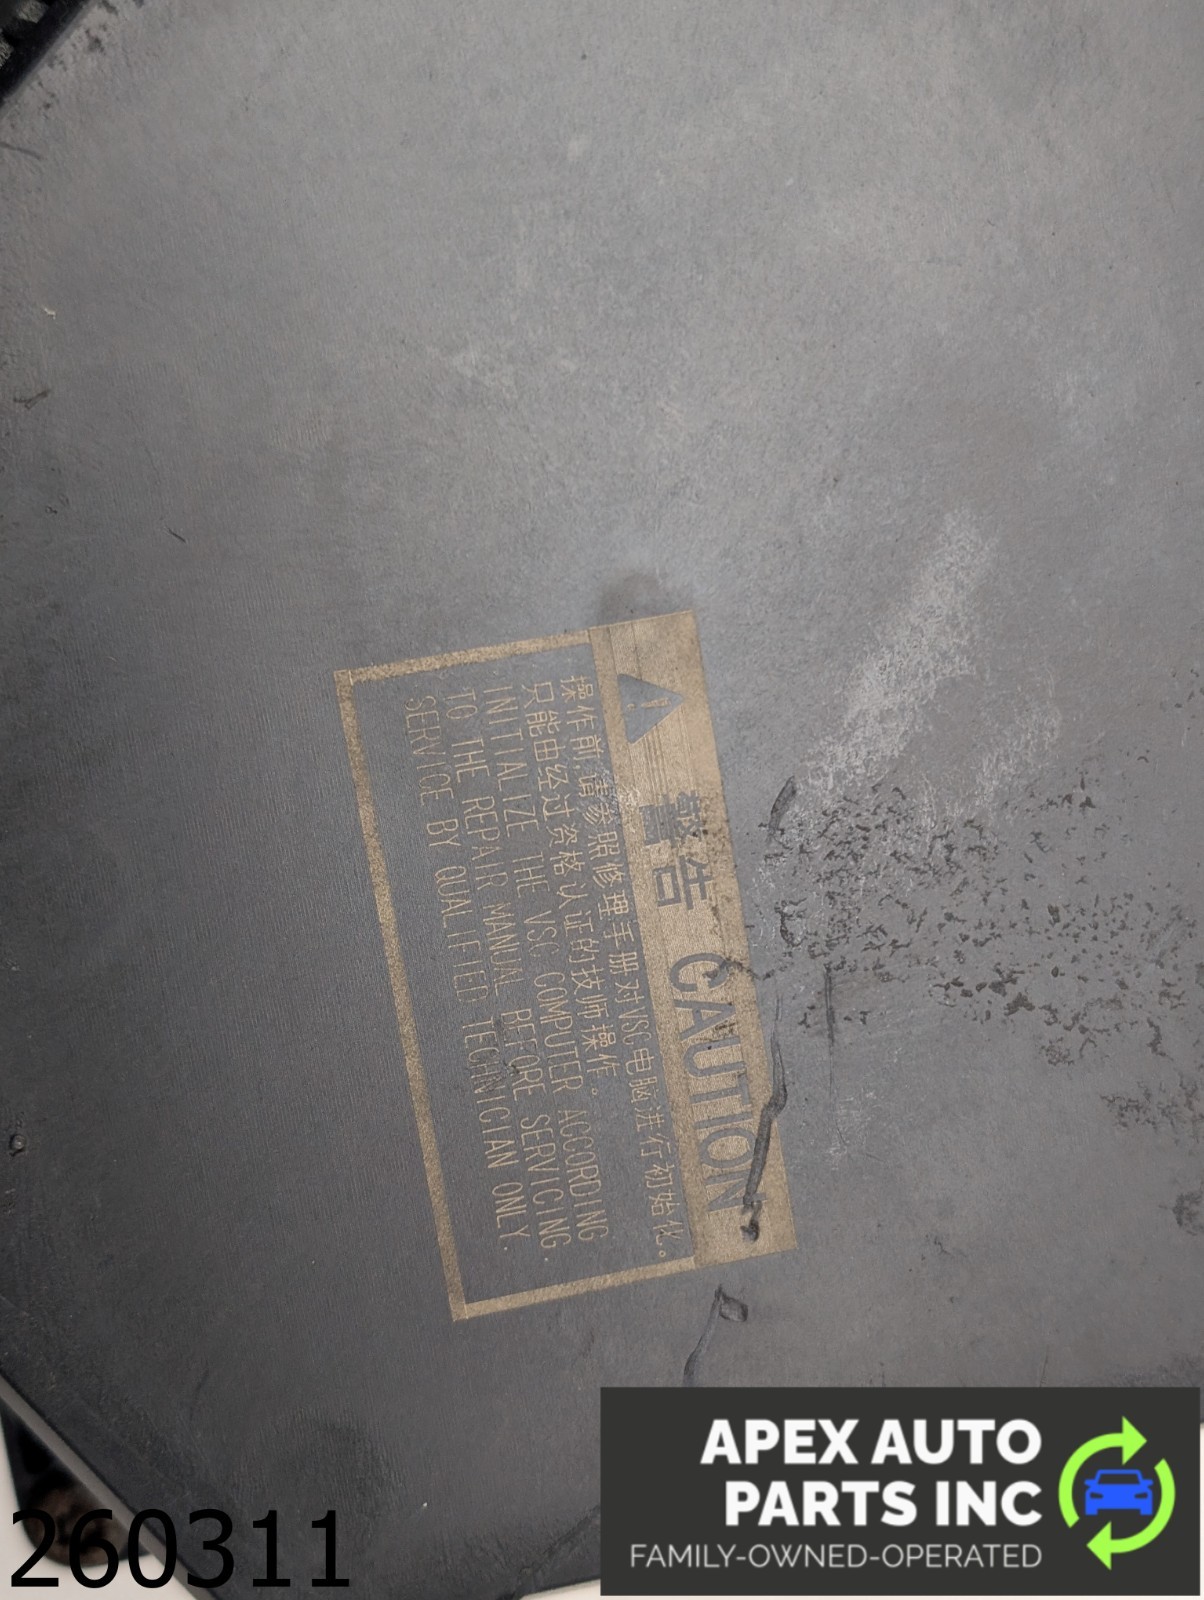 警告 CAUTION
操作前,请参照修理手册对VSC电脑进行初始化。
只能由经过资格认证的技师操作。
INITIALIZE THE VSC COMPUTER ACCORDING
TO THE REPAIR MANUAL BEFORE SERVICING.
SERVICE BY QUALIFIED TECHNICIAN ONLY.
APEX AUTO
PARTS INC
FAMILY-OWNED-OPERATED
260311